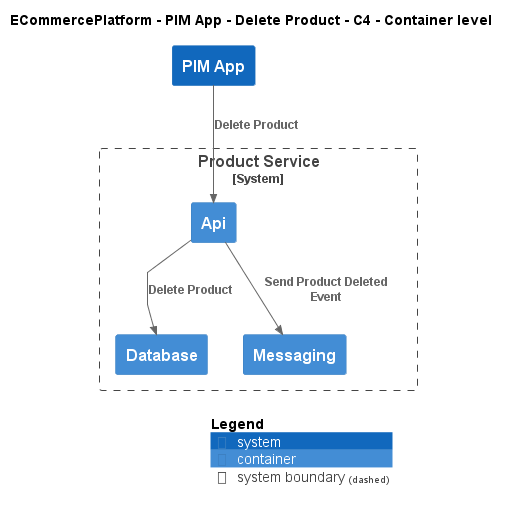 ECommercePlatform - PIM App - Delete Product - C4 - Container level
PIM App
Delete Product
Product Service
[System]
Api
Delete Product
Send Product Deleted
Event
Database
Messaging
Legend
system
container
system boundary (dashed)